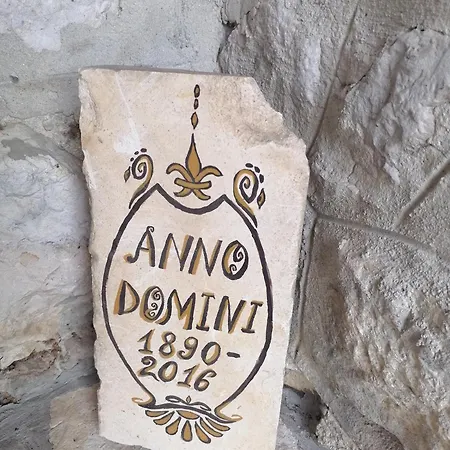 ANNO
DOMINI
1890-
2016